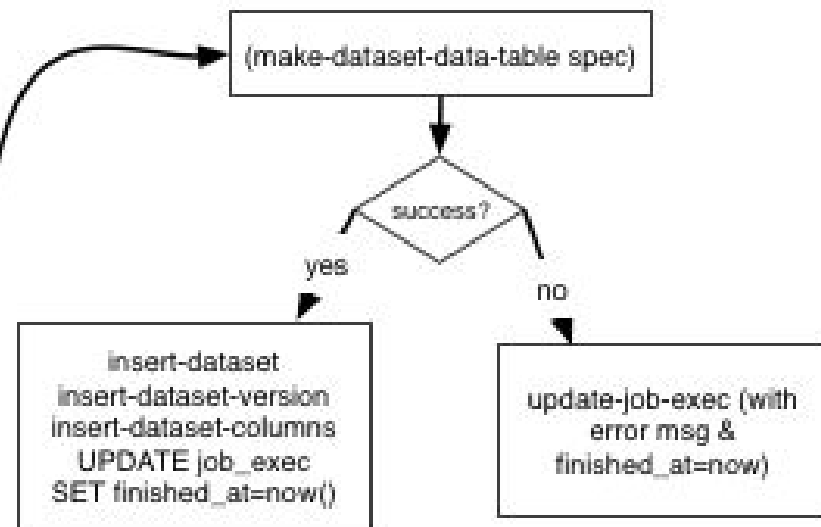 (make-dataset-data-table spec)
success?
yes
no
insert-dataset
insert-dataset-version
insert-dataset-columns
UPDATE job_exec
SET finished_at=now()
update-job-exec (with
error msg &
finished_at=now)